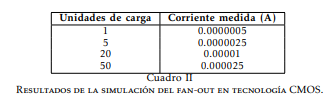 Unidades de carga Corriente medida (A)
1 0.0000005
5 0.0000025
20 0.00001
50 0.000025
Cuadro II
Resultados de la simulación del fan-out en tecnología CMOS.